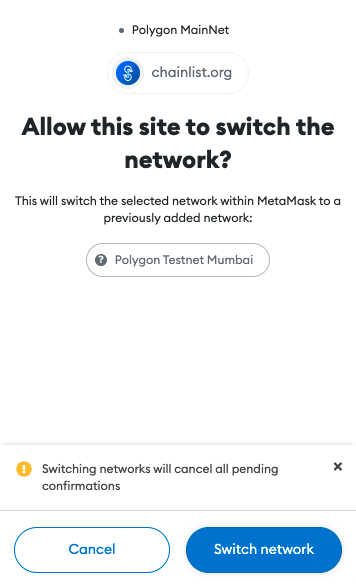 Polygon MainNet
chainlist.org
Allow this site to switch the
network?
This will switch the selected network within MetaMask to a
previously added network:
? Polygon Testnet Mumbai
! Switching networks will cancel all pending
confirmations
Cancel
Switch network